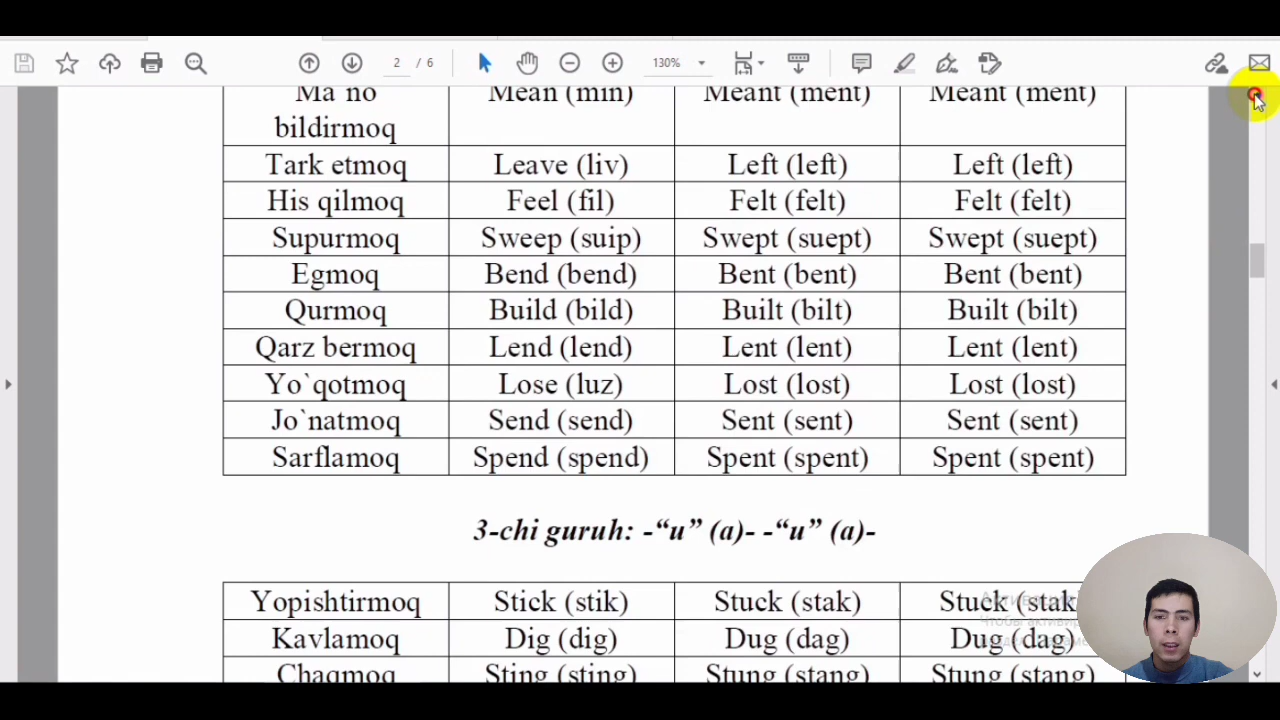 2 / 6 130%
Ma`no Mean (min) Meant (ment) Meant (ment)
bildirmoq
Tark etmoq Leave (liv) Left (left) Left (left)
His qilmoq Feel (fil) Felt (felt) Felt (felt)
Supurmoq Sweep (suip) Swept (suept) Swept (suept)
Egmoq Bend (bend) Bent (bent) Bent (bent)
Qurmoq Build (bild) Built (bilt) Built (bilt)
Qarz bermoq Lend (lend) Lent (lent) Lent (lent)
Yo`qotmoq Lose (luz) Lost (lost) Lost (lost)
Jo`natmoq Send (send) Sent (sent) Sent (sent)
Sarflamoq Spend (spend) Spent (spent) Spent (spent)
3-chi guruh: -“u” (a)- -“u” (a)-
Yopishtirmoq Stick (stik) Stuck (stak) Stuck (stak
Kavlamoq Dig (dig) Dug (dag) Dug (dag)
Chaqmoq Sting (sting) Stung (stang) Stung (stang)